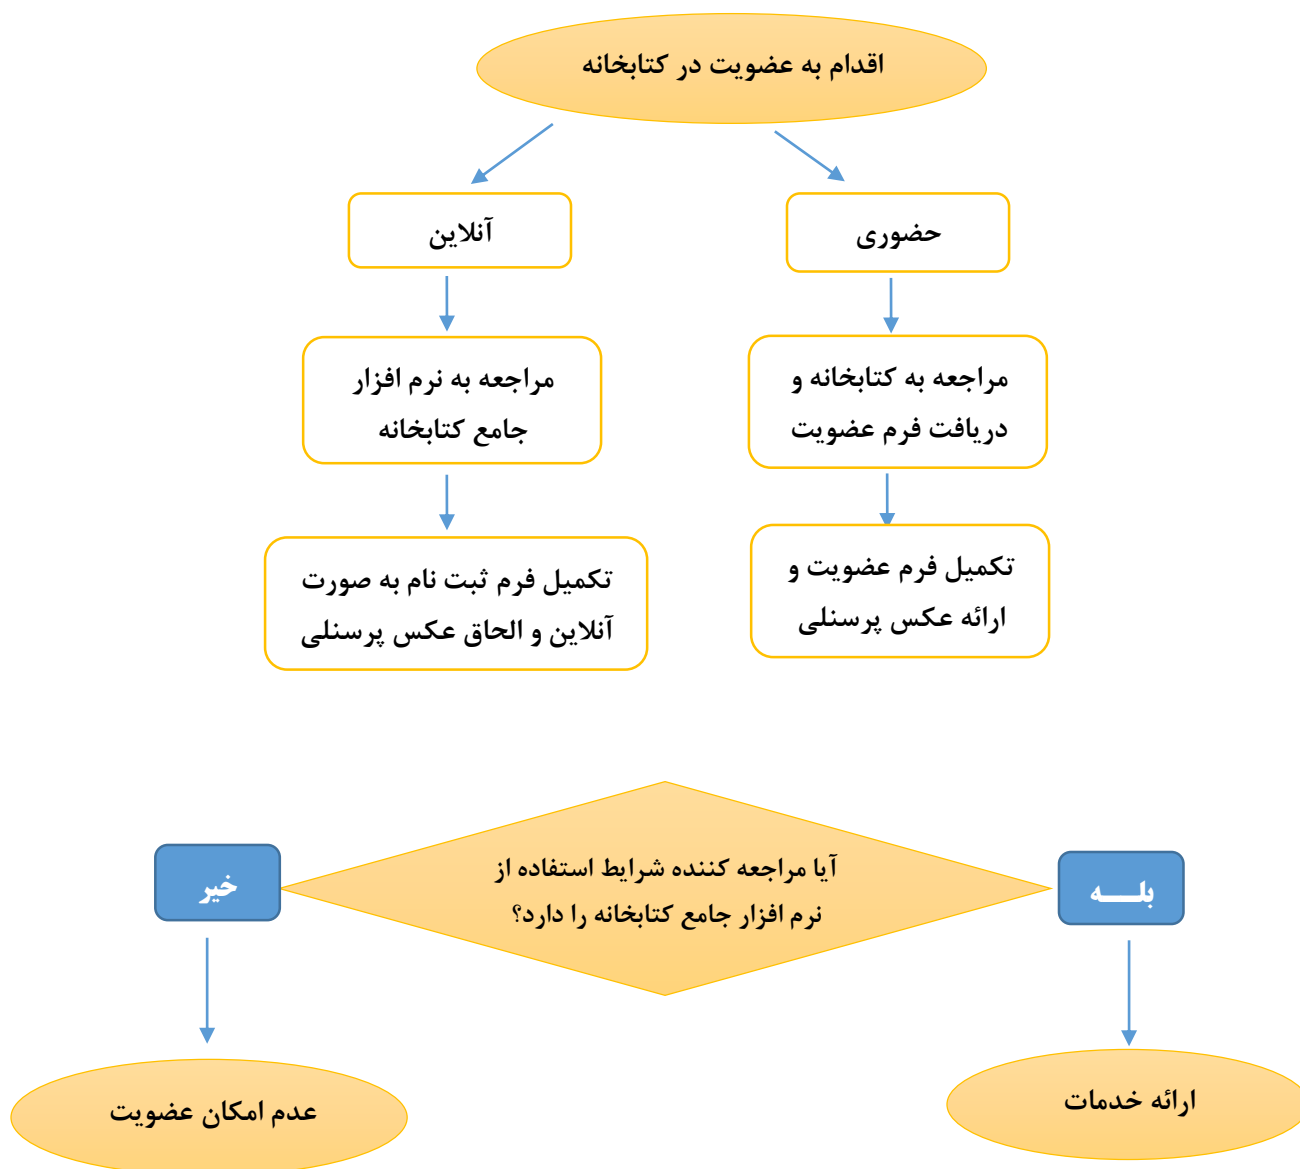 اقدام به عضویت در کتابخانه
حضوری
آنلاین
مراجعه به کتابخانه و
دریافت فرم عضویت
مراجعه به نرم افزار
جامع کتابخانه
تکمیل فرم عضویت و
ارائه عکس پرسنلی
تکمیل فرم ثبت نام به صورت
آنلاین و الحاق عکس پرسنلی
آیا مراجعه کننده شرایط استفاده از
نرم افزار جامع کتابخانه را دارد؟
بلـــه
خیر
ارائه خدمات
عدم امکان عضویت